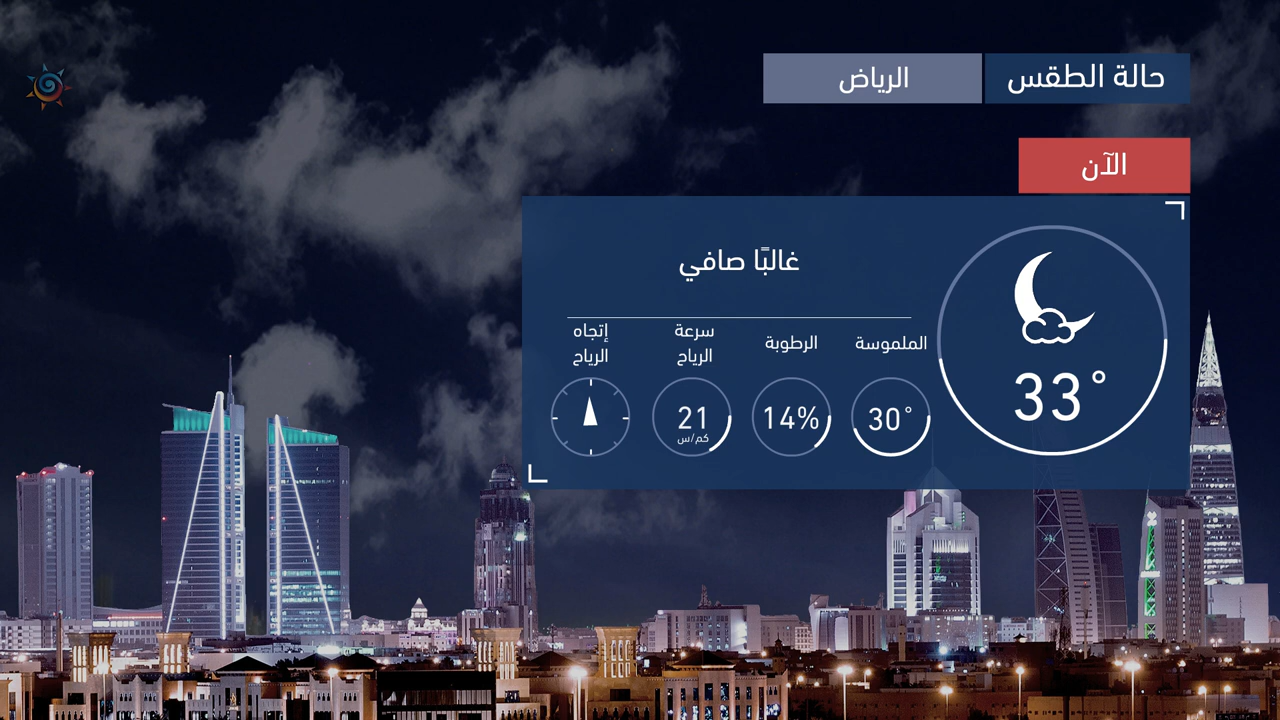 حالة الطقس
الرياض
الآن
غالبًا صافي
33°
الملموسة
30°
الرطوبة
14%
سرعة
الرياح
21
كم/س
إتجاه
الرياح